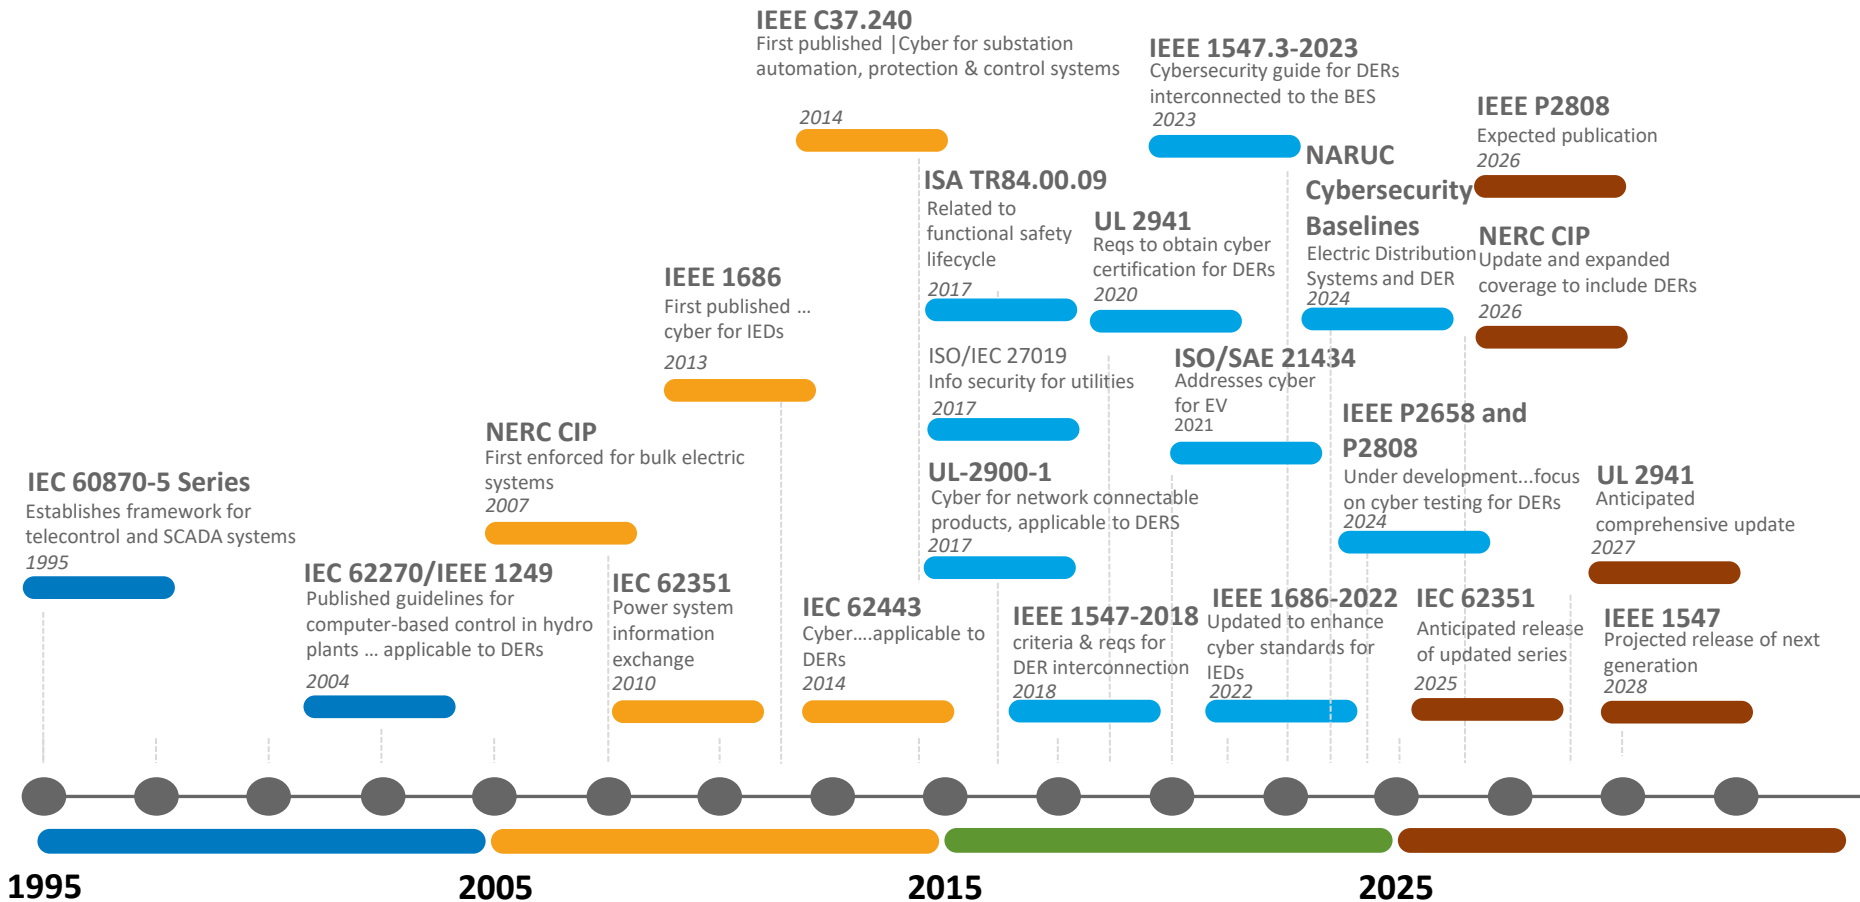 IEEE C37.240
First published |Cyber for substation
automation, protection & control systems
2014
IEEE 1547.3-2023
Cybersecurity guide for DERs
interconnected to the BES
2023
IEEE P2808
Expected publication
2026
NARUC
Cybersecurity
Baselines
Electric Distribution
Systems and DER
2024
ISA TR84.00.09
Related to
functional safety
lifecycle
2017
UL 2941
Reqs to obtain cyber
certification for DERs
2020
NERC CIP
Update and expanded
coverage to include DERs
2026
IEEE 1686
First published ...
cyber for IEDs
2013
ISO/IEC 27019
Info security for utilities
2017
ISO/SAE 21434
Addresses cyber
for EV
2021
IEEE P2658 and
P2808
Under development...focus
on cyber testing for DERs
2024
NERC CIP
First enforced for bulk electric
systems
2007
UL-2900-1
Cyber for network connectable
products, applicable to DERS
2017
UL 2941
Anticipated
comprehensive update
2027
IEC 60870-5 Series
Establishes framework for
telecontrol and SCADA systems
1995
IEC 62270/IEEE 1249
Published guidelines for
computer-based control in hydro
plants ... applicable to DERs
2004
IEC 62351
Power system
information
exchange
2010
IEC 62443
Cyber....applicable to
DERs
2014
IEEE 1547-2018
criteria & reqs for
DER interconnection
2018
IEEE 1686-2022
Updated to enhance
cyber standards for
IEDs
2022
IEC 62351
Anticipated release
of updated series
2025
IEEE 1547
Projected release of next
generation
2028
1995
2005
2015
2025